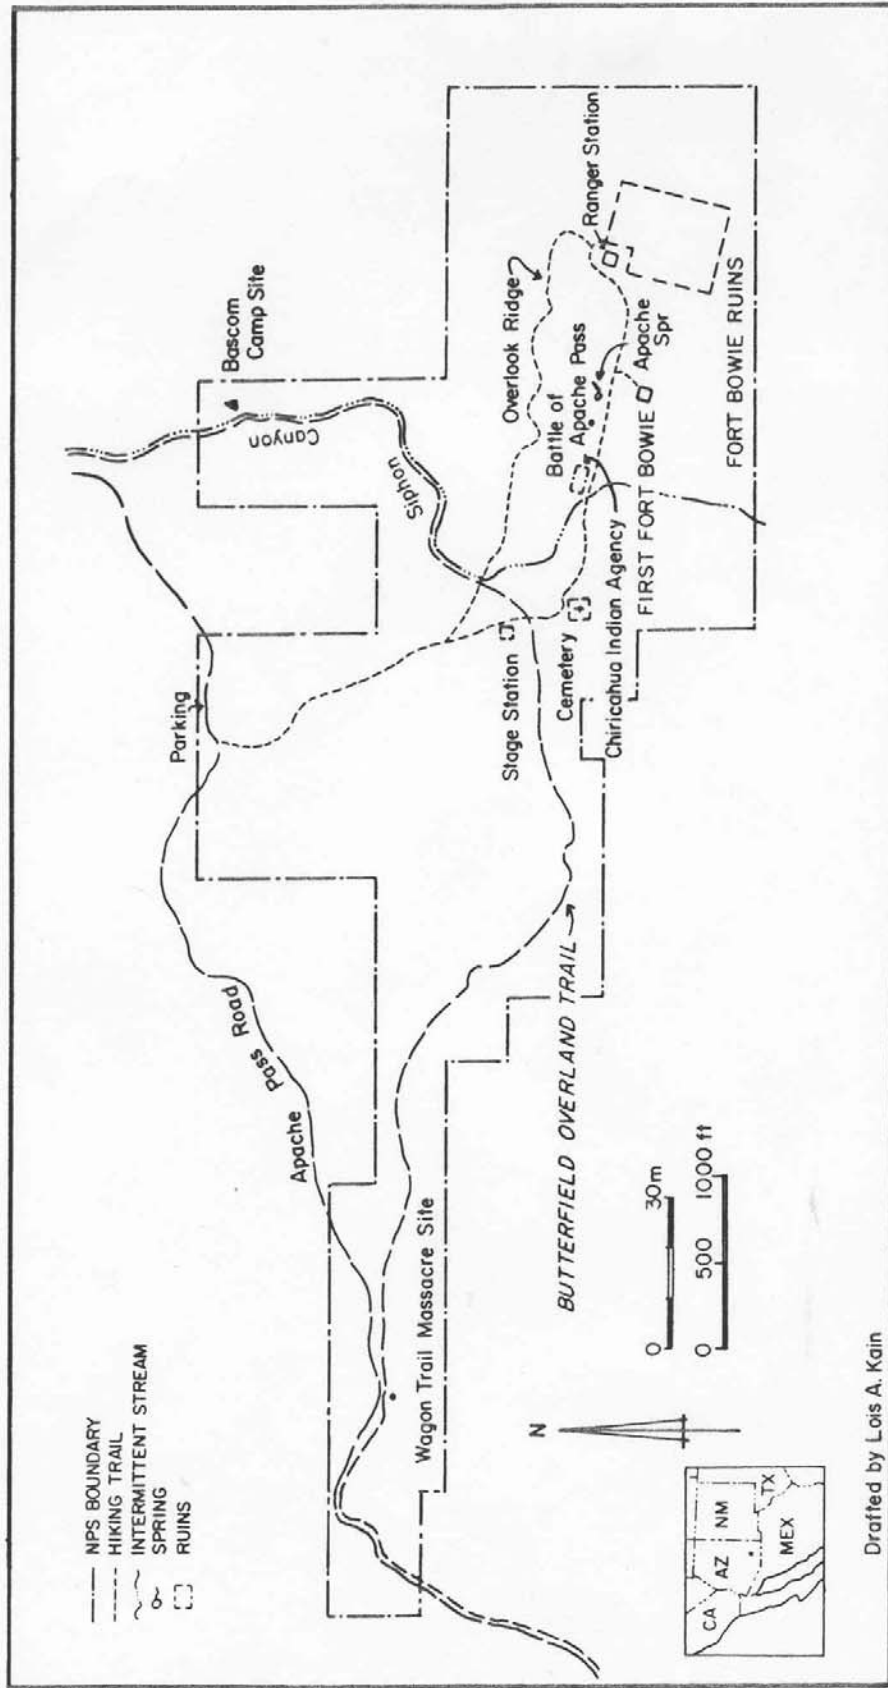 NPS BOUNDARY
HIKING TRAIL
INTERMITTENT STREAM
SPRING
RUINS
Parking
Bascom
Camp Site
Canyon
Siphon
Apache
Pass
Road
Overlook Ridge
Battle of
Apache Pass
Ranger Station
Stage Station
Cemetery
Chiricahua Indian Agency
FIRST FORT BOWIE
Apache
Spr
FORT BOWIE RUINS
Wagon Trail Massacre Site
BUTTERFIELD OVERLAND TRAIL
N
0 30m
0 500 1000 ft
CA
AZ
NM
TX
MEX
Drafted by Lois A. Kain